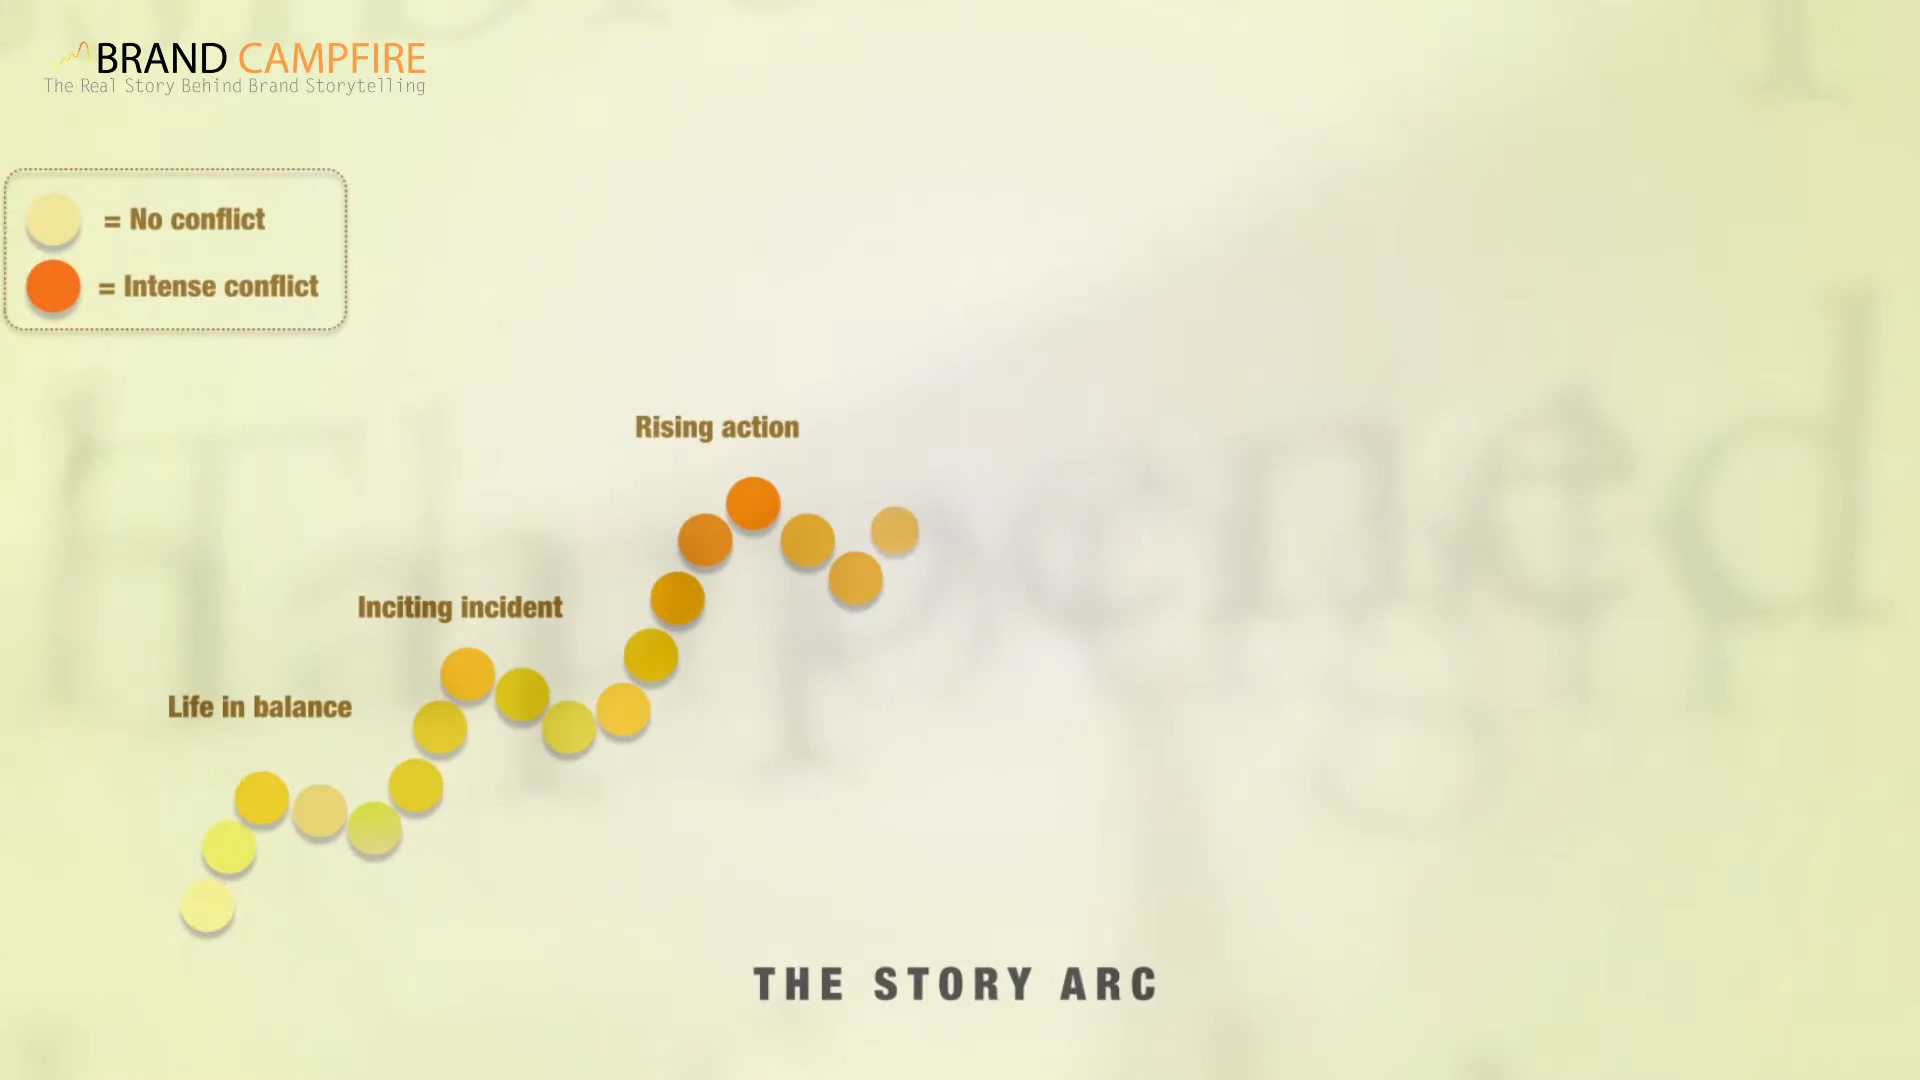 BRAND CAMPFIRE
The Real Story Behind Brand Storytelling
= No conflict
= Intense conflict
Rising action
Inciting incident
Life in balance
THE STORY ARC